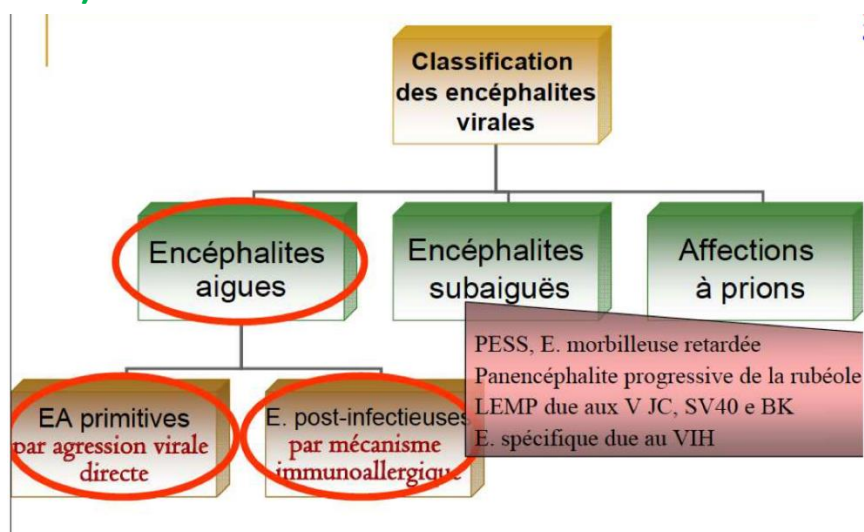 Classification
des encéphalites
virales
Encéphalites
aigues
Encéphalites
subaiguës
Affections
à prions
PESS, E. morbilleuse retardée
Panencéphalite progressive de la rubéole
LEMP due aux V JC, SV40 e BK
E. spécifique due au VIH
EA primitives
par agression virale
directe
E. post-infectieuses
par mécanisme
immunoallergique